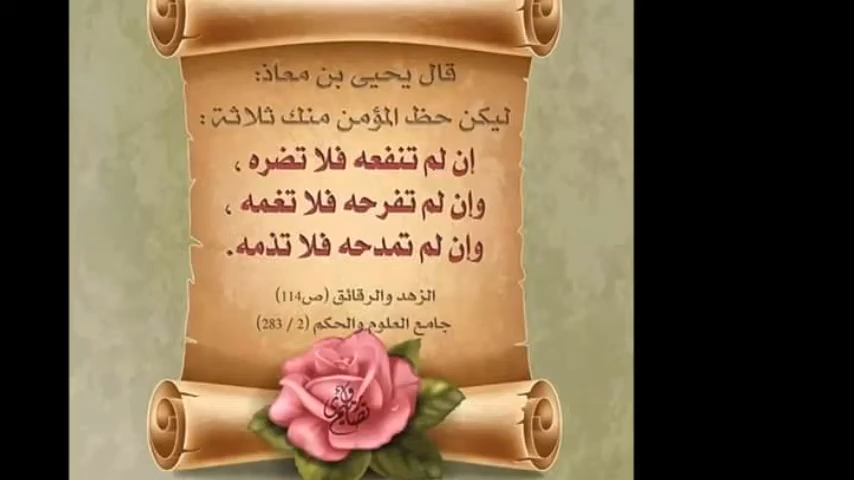 قال يحيى بن معاذ:
ليكن حظ المؤمن منك ثلاثة :
إن لم تنفعه فلا تضره ،
وإن لم تفرحه فلا تغمه ،
وإن لم تمدحه فلا تذمه.
الزهد والرقائق (ص114)
جامع العلوم والحكم (2 / 283)